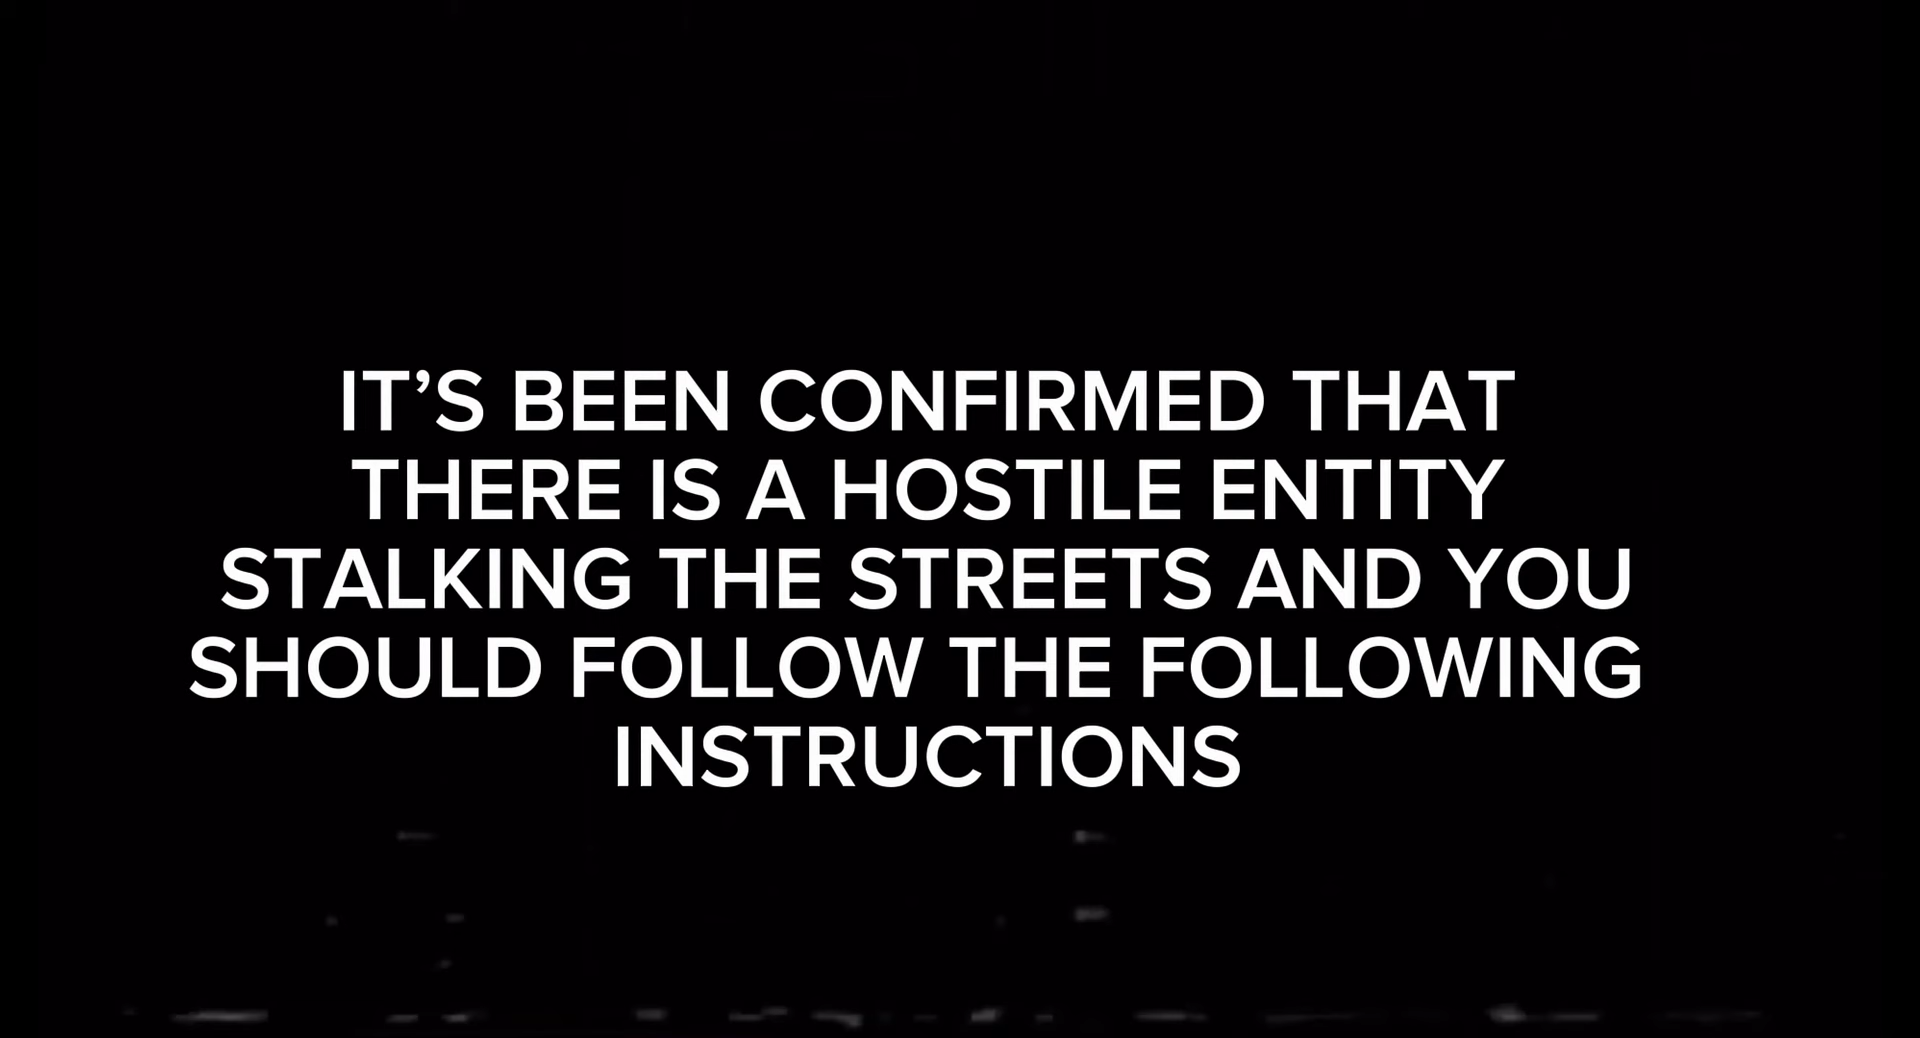 IT’S BEEN CONFIRMED THAT
THERE IS A HOSTILE ENTITY
STALKING THE STREETS AND YOU
SHOULD FOLLOW THE FOLLOWING
INSTRUCTIONS